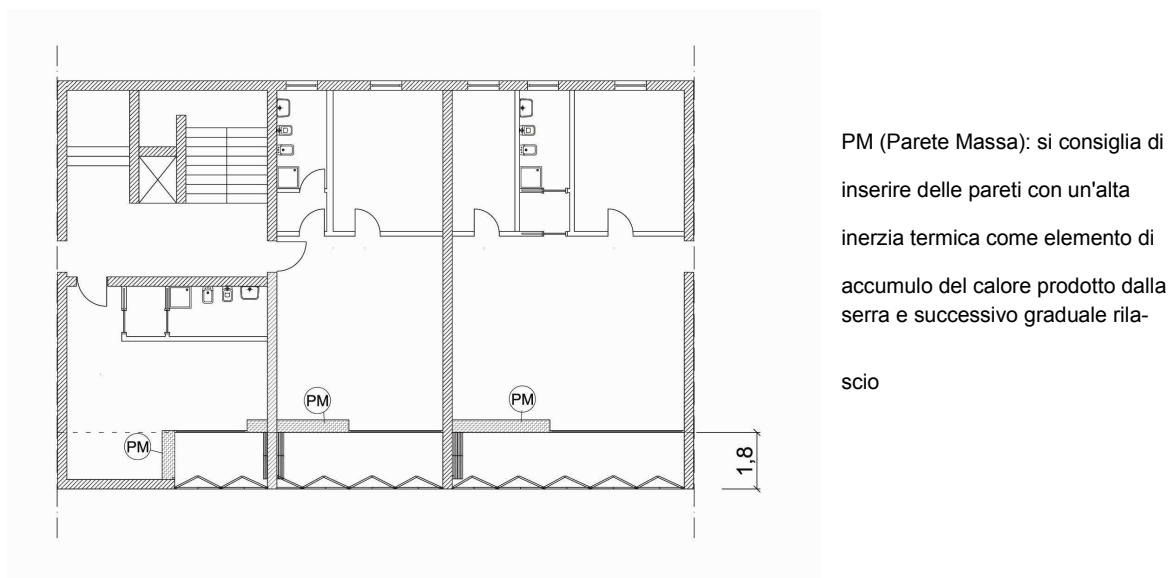 PM (Parete Massa): si consiglia di
inserire delle pareti con un'alta
inerzia termica come elemento di
accumulo del calore prodotto dalla
serra e successivo graduale rila-
scio
PM
PM
PM
1,8